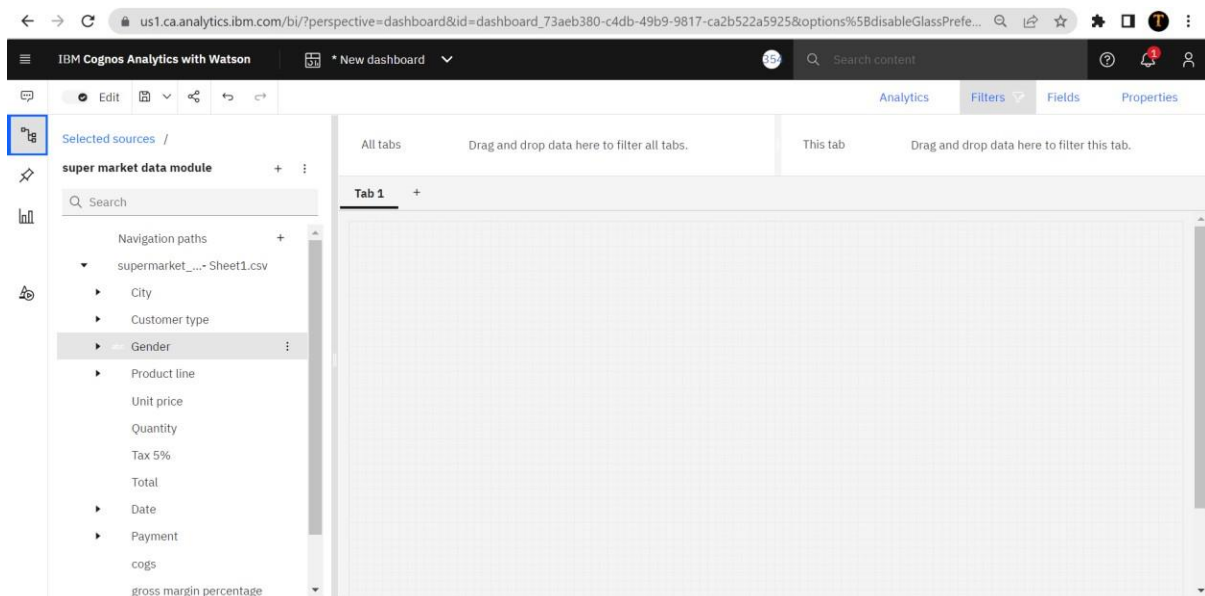 us1.ca.analytics.ibm.com/bi/?perspective=dashboard&id=dashboard_73aeb380-c4db-49b9-9817-ca2b522a5925&options%5BdisableGlassPrefe...
T
IBM Cognos Analytics with Watson
* New dashboard
354
Search content
1
Edit
Analytics
Filters
Fields
Properties
Selected sources /
super market data module
Search
All tabs
Drag and drop data here to filter all tabs.
This tab
Drag and drop data here to filter this tab.
Tab 1
Navigation paths
supermarket_...- Sheet1.csv
City
Customer type
Gender
Product line
Unit price
Quantity
Tax 5%
Total
Date
Payment
cogs
gross margin percentage